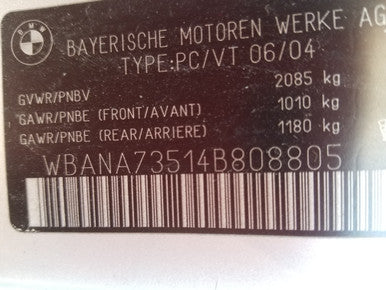 BMW
BAYERISCHE MOTOREN WERKE AG
TYPE:PC/VT 06/04
GVWR/PNBV 2085 kg
GAWR/PNBE (FRONT/AVANT) 1010 kg
GAWR/PNBE (REAR/ARRIERE) 1180 kg
WBANA73514B808805